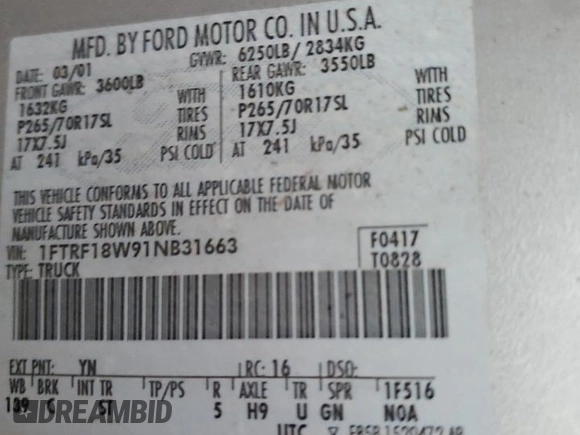 MFD. BY FORD MOTOR CO. IN U.S.A.
DATE: 03/01 GVWR: 6250LB/ 2834KG
FRONT GAWR: 3600LB REAR GAWR: 3550LB
1632KG WITH 1610KG WITH
P265/70R17SL TIRES P265/70R17SL TIRES
17X7.5J RIMS 17X7.5J RIMS
AT 241 kPa/35 PSI COLD AT 241 kPa/35 PSI COLD
THIS VEHICLE CONFORMS TO ALL APPLICABLE FEDERAL MOTOR
VEHICLE SAFETY STANDARDS IN EFFECT ON THE DATE OF
MANUFACTURE SHOWN ABOVE.
VIN: 1FTRF18W91NB31663 F0417
TYPE: TRUCK T0828
EXT PNT: YN RC: 16 DSO:
WB BRK INT TR TP/PS R AXLE TR SPR 1F516
139 C ST 5 H9 U GN NOA
DREAMBID
UTC